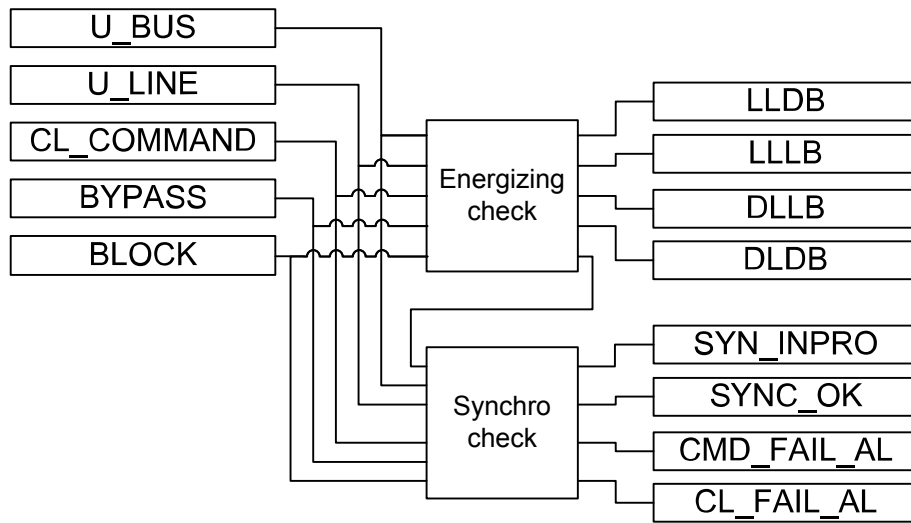 U_BUS
U_LINE
CL_COMMAND
BYPASS
BLOCK
Energizing
check
LLDB
LLLB
DLLB
DLDB
Synchro
check
SYN_INPRO
SYNC_OK
CMD_FAIL_AL
CL_FAIL_AL